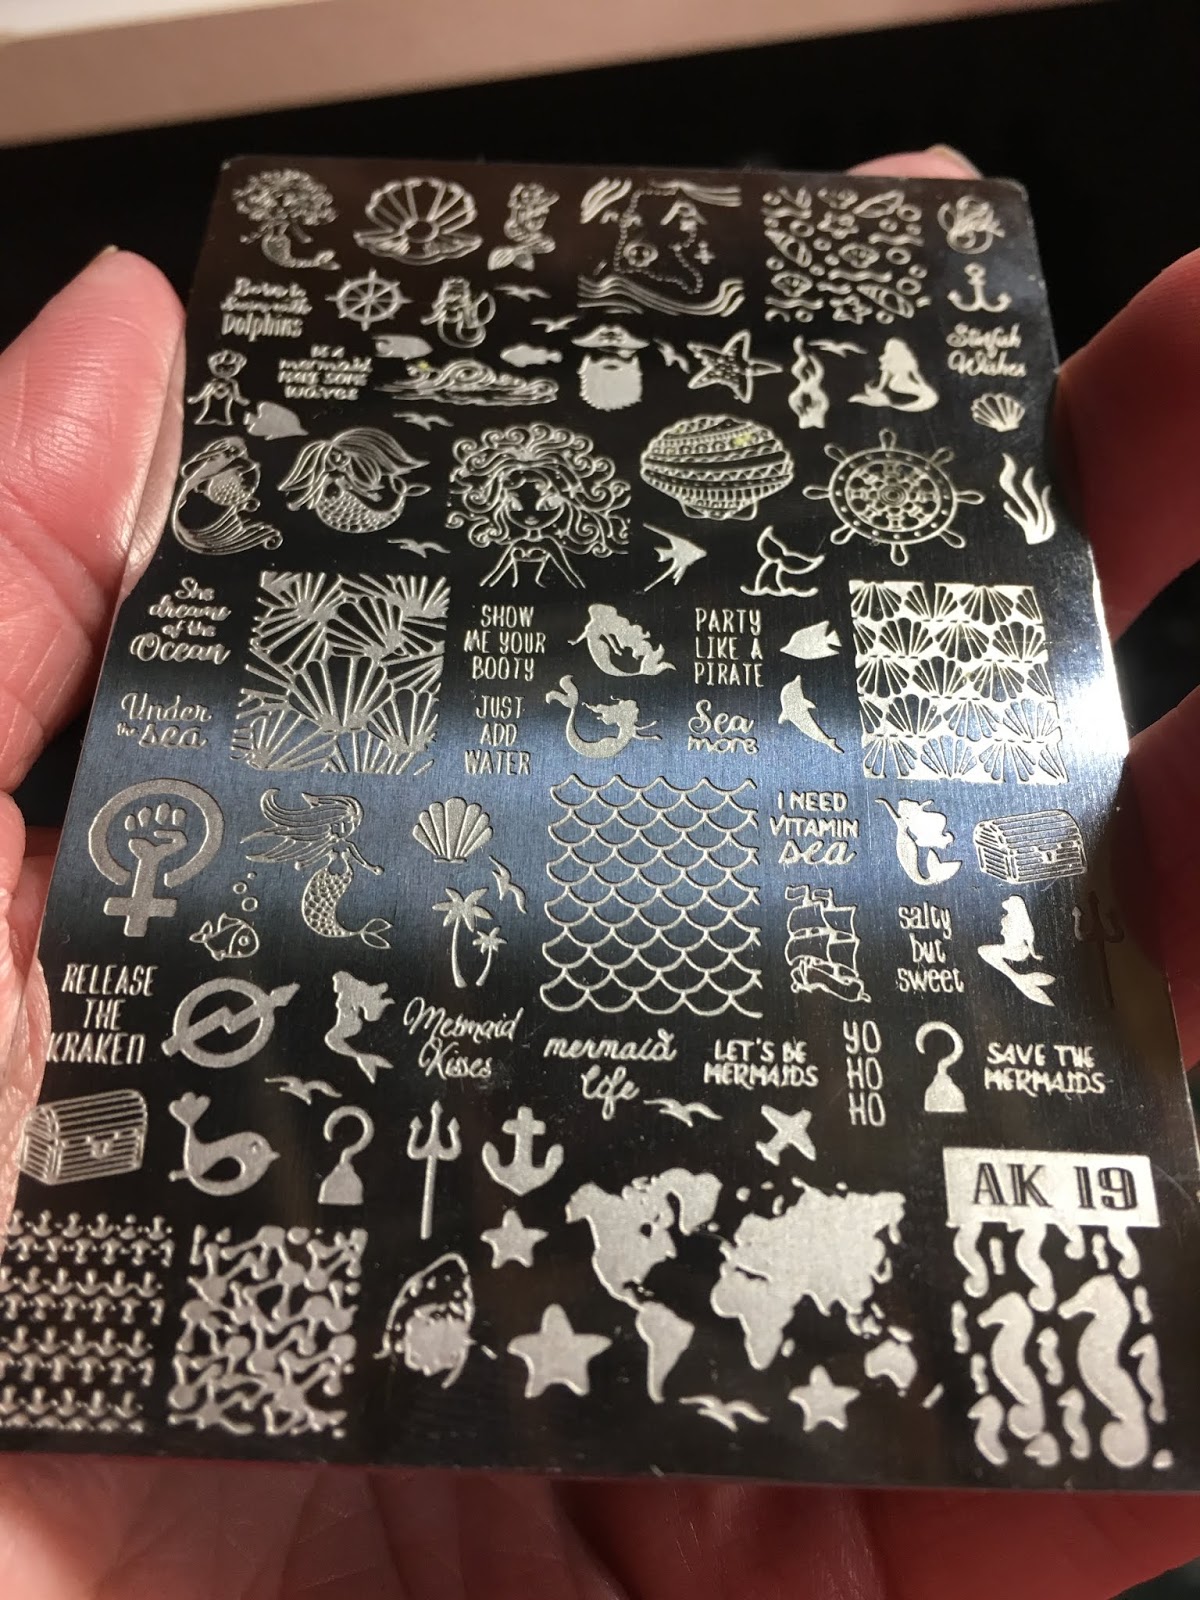 Born to
swim with
Dolphins
Starfish
&
Wishes
Be a
mermaid
make some
waves
She
dreams
of the
Ocean
SHOW
ME YOUR
BOOTY
PARTY
LIKE A
PIRATE
Under
the sea
JUST
ADD
WATER
Sea
more
I NEED
VITAMIN
sea
salty
but
sweet
RELEASE
THE
KRAKEN
Mermaid
Kisses
mermaid
life
LET'S BE
MERMAIDS
YO
HO
HO
SAVE THE
MERMAIDS
AK 19